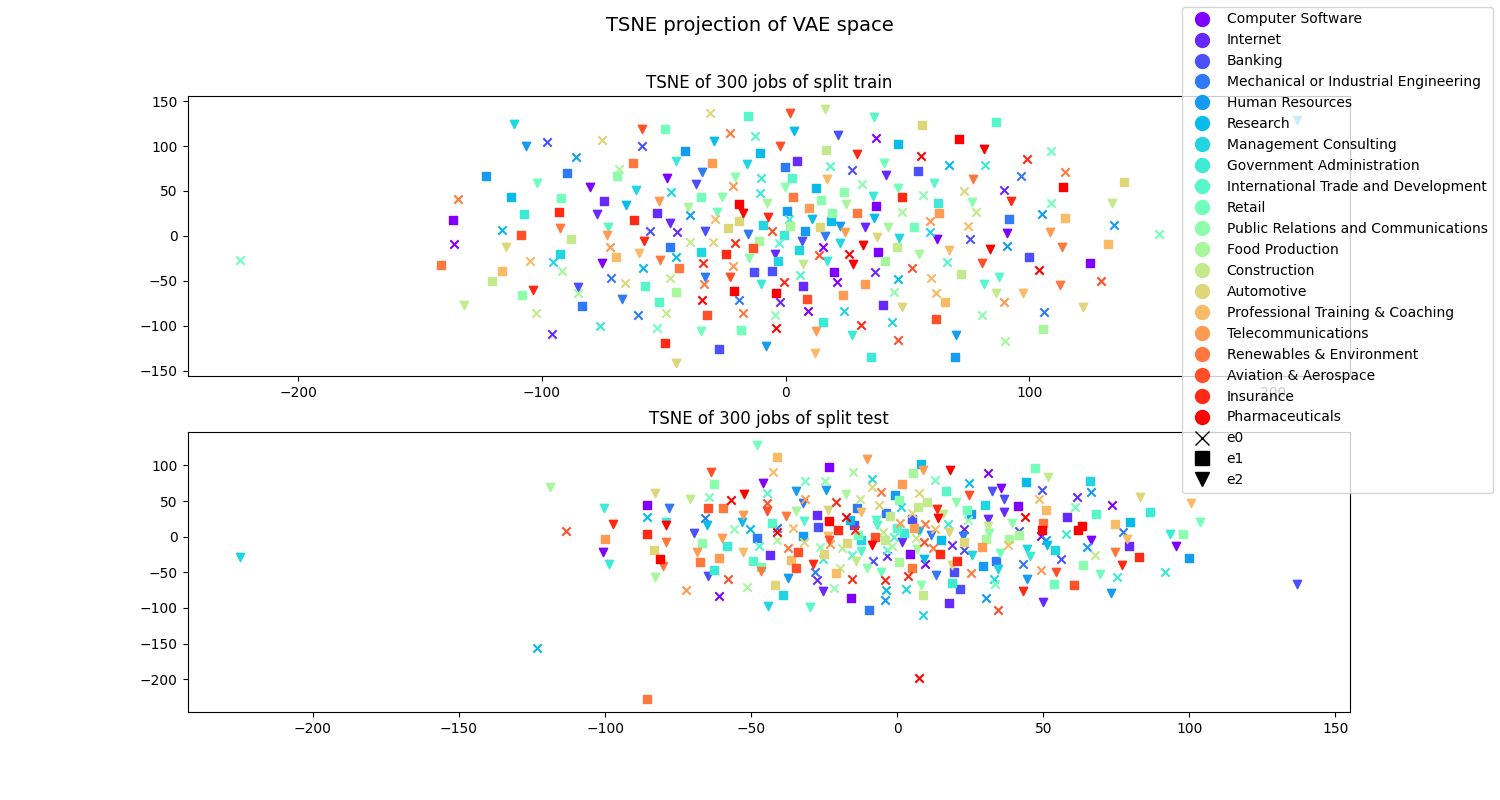 TSNE projection of VAE space
TSNE of 300 jobs of split train
150
100
50
0
−50
−100
−150
−200
−100
0
100
200
TSNE of 300 jobs of split test
100
50
0
−50
−100
−150
−200
−200
−150
−100
−50
0
50
100
150
Computer Software
Internet
Banking
Mechanical or Industrial Engineering
Human Resources
Research
Management Consulting
Government Administration
International Trade and Development
Retail
Public Relations and Communications
Food Production
Construction
Automotive
Professional Training & Coaching
Telecommunications
Renewables & Environment
Aviation & Aerospace
Insurance
Pharmaceuticals
e0
e1
e2